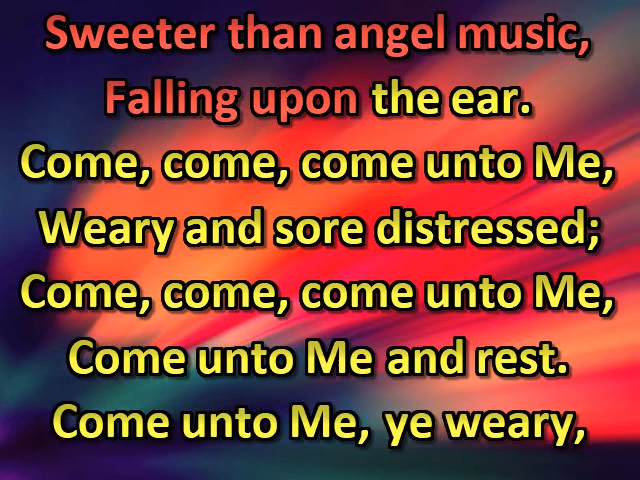 Sweeter than angel music,
Falling upon the ear.
Come, come, come unto Me,
Weary and sore distressed;
Come, come, come unto Me,
Come unto Me and rest.
Come unto Me, ye weary,